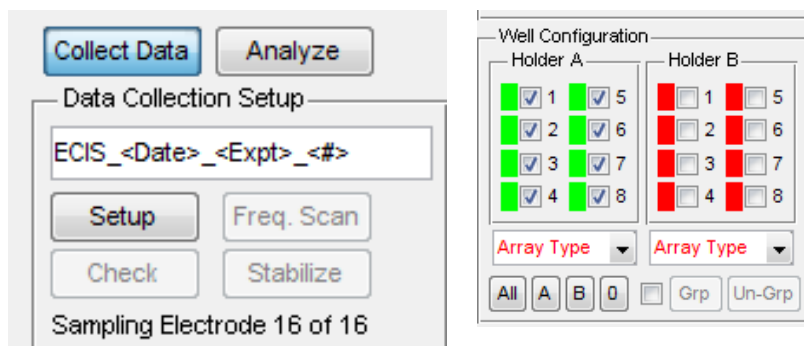 Collect Data Analyze
Data Collection Setup
ECIS_<Date>_<Expt>_<#>
Setup Freq. Scan
Check Stabilize
Sampling Electrode 16 of 16
Well Configuration
Holder A Holder B
1 5 1 5
2 6 2 6
3 7 3 7
4 8 4 8
Array Type Array Type
All A B 0 Grp Un-Grp